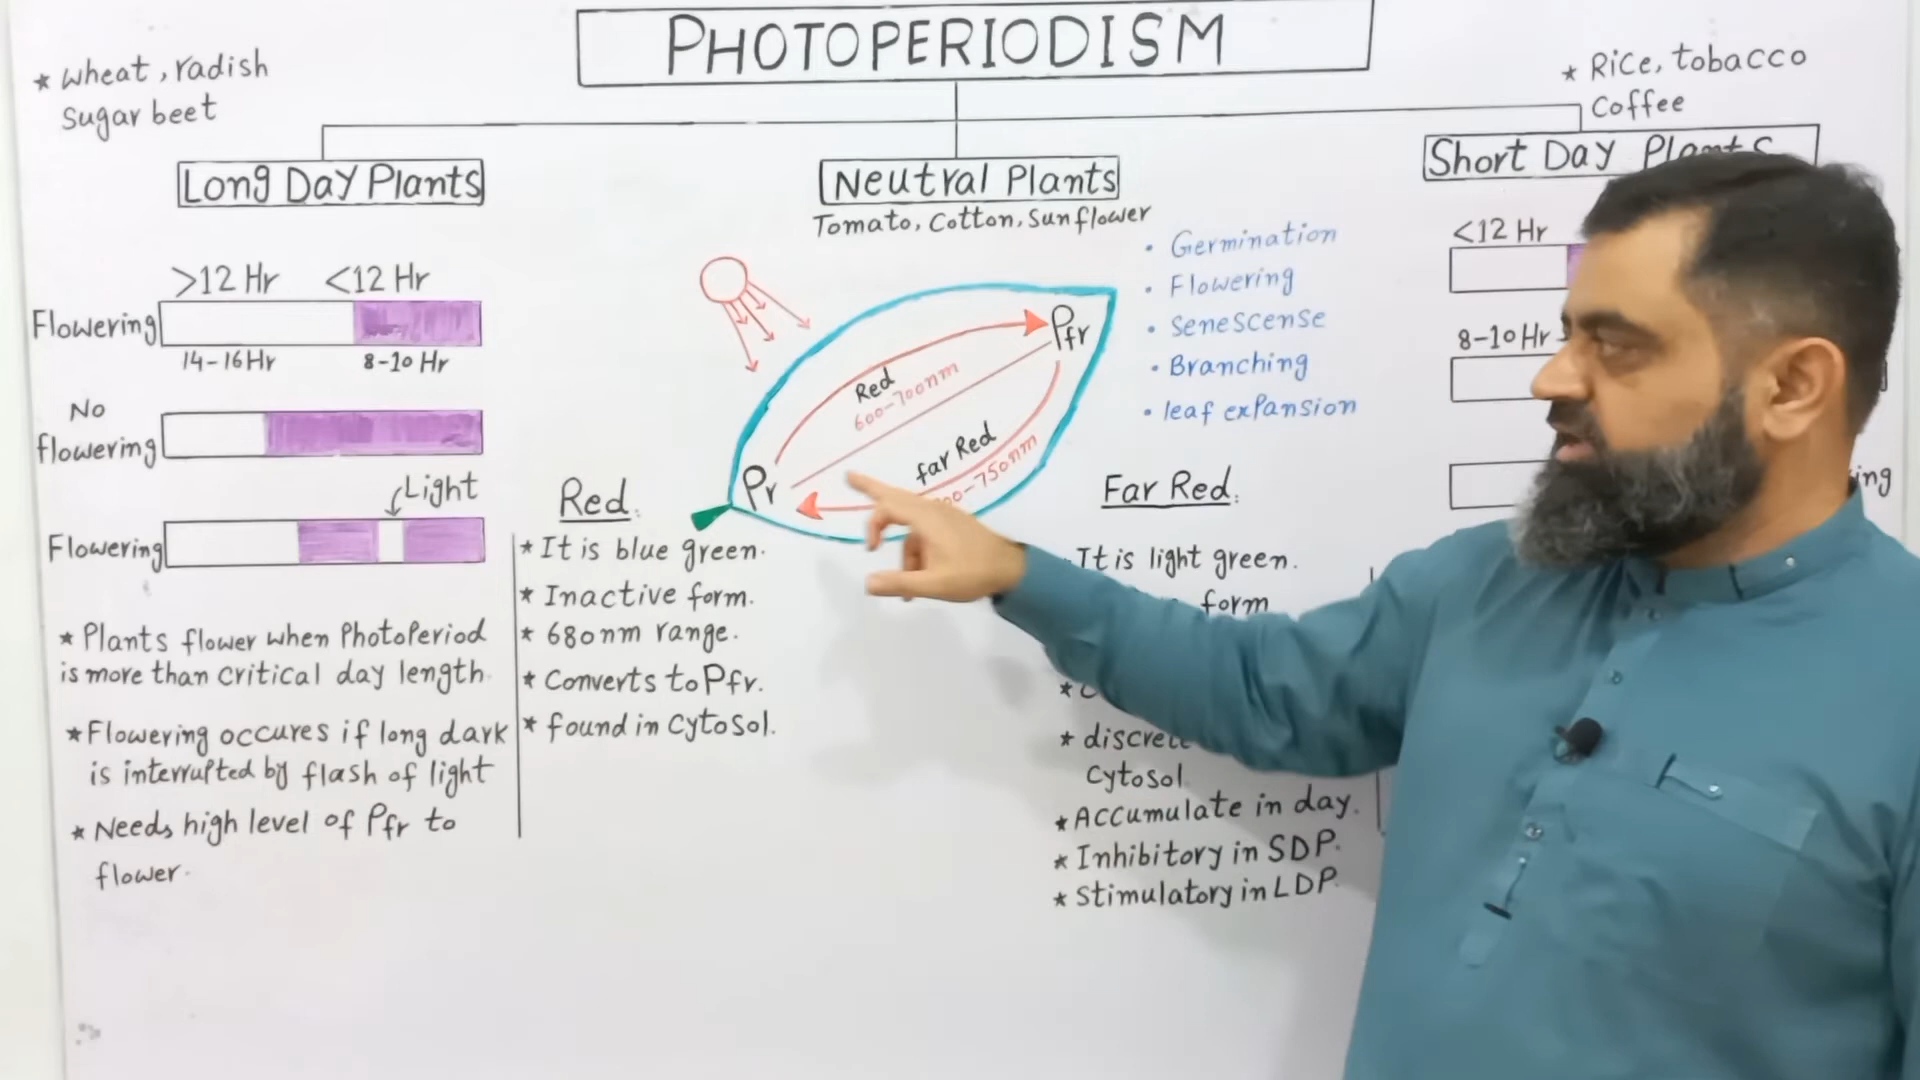 PHOTOPERIODISM
* wheat, radish
Sugar beet
* Rice, tobacco
Coffee
Long Day Plants
Neutral Plants
Tomato, Cotton, Sunflower
Short Day Plants
>12 Hr <12 Hr
Flowering
14-16 Hr 8-10 Hr
No
flowering
Light
Flowering
* Plants flower when Photoperiod
is more than critical day length.
* Flowering occures if long dark
is interrupted by flash of light
* Needs high level of Pfr to
flower.
Red
600-700nm
far Red
-750nm
Pr
Pfr
• Germination
• Flowering
• Senescense
• Branching
• leaf expansion
Red:
* It is blue green.
* Inactive form.
* 680nm range.
* Converts to Pfr.
* found in cytosol.
Far Red:
It is light green.
form
* discrete
Cytosol
* Accumulate in day.
* Inhibitory in SDP.
* Stimulatory in LDP.
<12 Hr
8-10 Hr